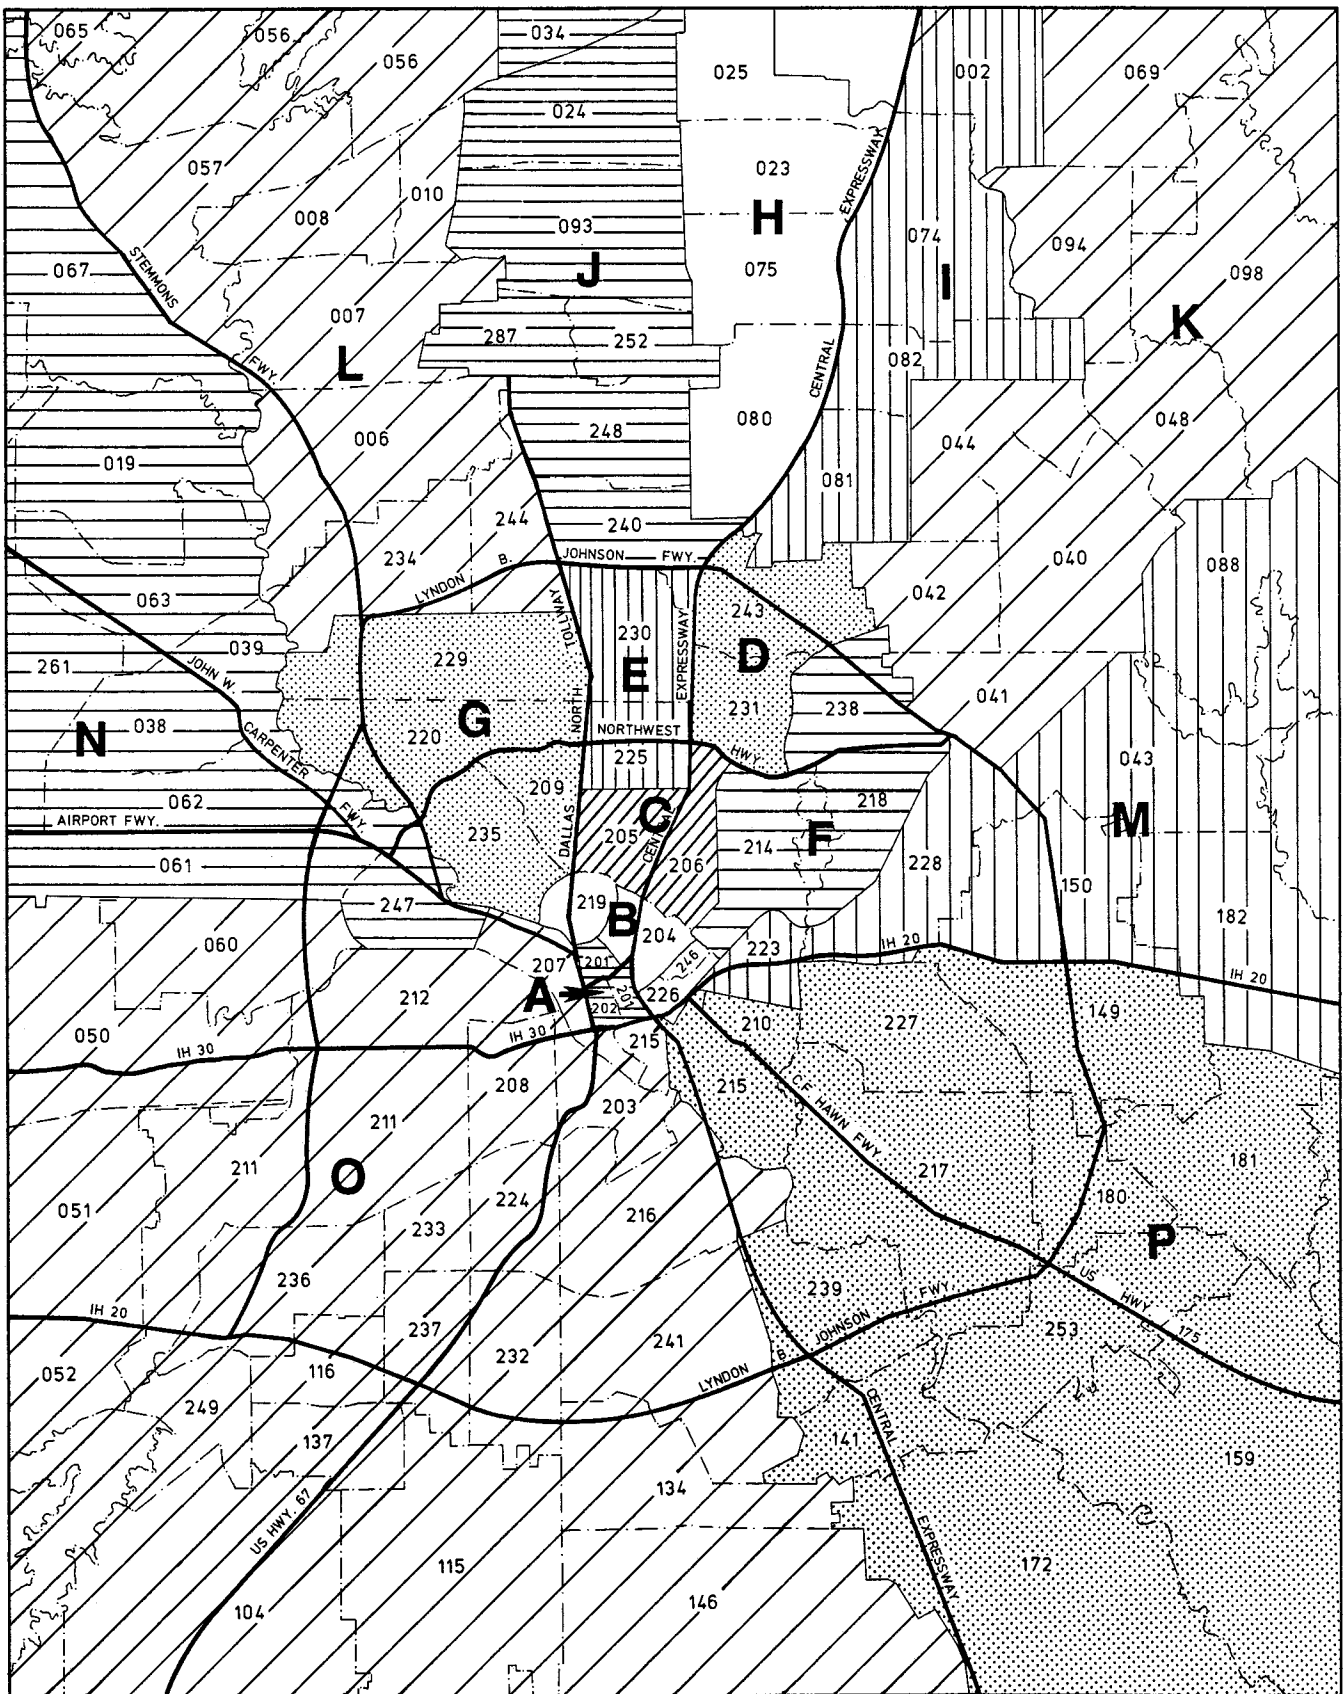 065
056
056
034
025
002
069
024
057
010
023
EXPRESSWAY
008
093
H
074
094
067
STEMMONS
J
075
I
098
007
K
287
252
082
L
FWY
CENTRAL
006
248
080
044
048
019
081
244
240
234
JOHNSON FWY
040
088
LYNDON B.
063
042
TOLLWAY
243
039
230
261
229
D
JOHN W.
E
EXPRESSWAY
041
038
G
NORTH
231
238
N
CARPENTER
220
NORTHWEST
HWY
225
043
062
FWY
209
218
C
AIRPORT FWY.
235
DALLAS
205
CENTRAL
206
214
F
M
061
228
150
247
219
B
182
060
204
IH 20
223
207
201
246
IH 20
212
A
201
226
202
050
IH 30
IH 30
215
210
227
149
208
215
C.F. HAWN FWY
203
211
211
217
181
O
051
224
216
180
233
P
236
239
US HWY. 175
FWY
IH 20
237
241
JOHNSON
253
232
LYNDON B.
052
116
249
CENTRAL
137
141
159
134
US HWY. 67
EXPRESSWAY
115
172
104
146